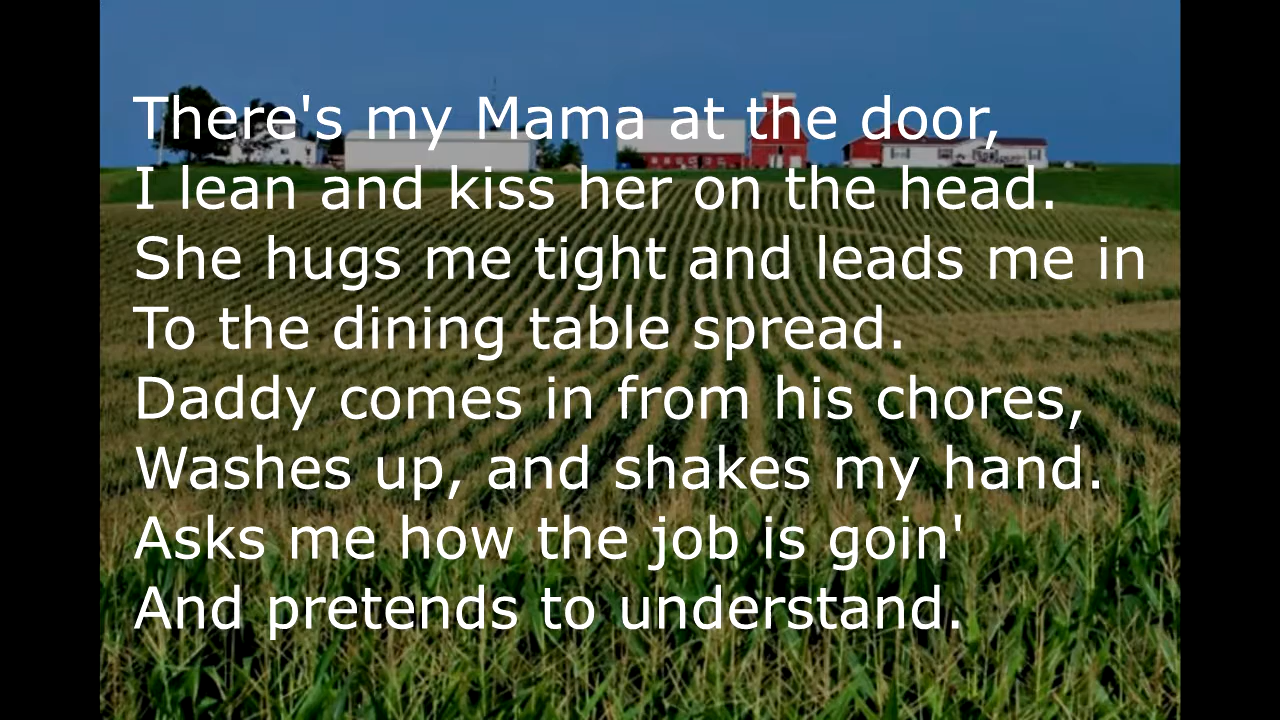 There's my Mama at the door,
I lean and kiss her on the head.
She hugs me tight and leads me in
To the dining table spread.
Daddy comes in from his chores,
Washes up, and shakes my hand.
Asks me how the job is goin'
And pretends to understand.